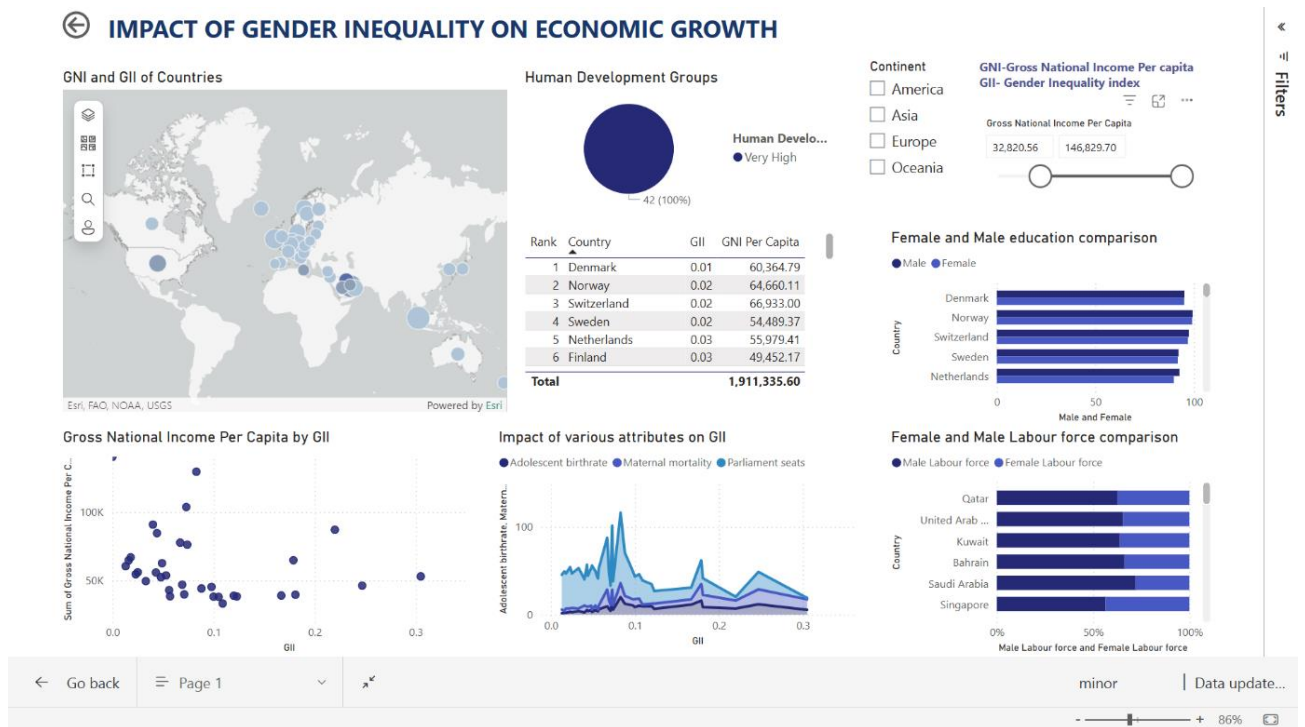 IMPACT OF GENDER INEQUALITY ON ECONOMIC GROWTH
GNI and GII of Countries
Esri, FAO, NOAA, USGS
Powered by Esri
Human Development Groups
Human Develo...
Very High
42 (100%)
Continent
America
Asia
Europe
Oceania
GNI-Gross National Income Per capita
GII- Gender Inequality index
Gross National Income Per Capita
32,820.56 146,829.70
Filters
Rank Country GII GNI Per Capita
1 Denmark 0.01 60,364.79
2 Norway 0.02 64,660.11
3 Switzerland 0.02 66,933.00
4 Sweden 0.02 54,489.37
5 Netherlands 0.03 55,979.41
6 Finland 0.03 49,452.17
Total 1,911,335.60
Female and Male education comparison
Male Female
Country
Denmark
Norway
Switzerland
Sweden
Netherlands
0 50 100
Male and Female
Gross National Income Per Capita by GII
Sum of Gross National Income Per C...
100K
50K
0.0 0.1 0.2 0.3
GII
Impact of various attributes on GII
Adolescent birthrate Maternal mortality Parliament seats
Adolescent birthrate, Matern...
100
0
0.0 0.1 0.2 0.3
GII
Female and Male Labour force comparison
Male Labour force Female Labour force
Country
Qatar
United Arab ...
Kuwait
Bahrain
Saudi Arabia
Singapore
0% 50% 100%
Male Labour force and Female Labour force
Go back
Page 1
minor
Data update...
- + 86%